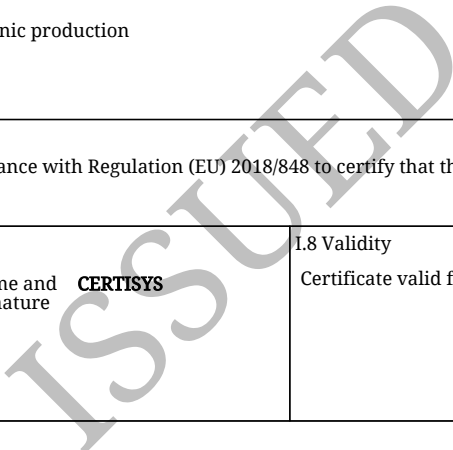 nic production
ance with Regulation (EU) 2018/848 to certify that th
I.8 Validity
ne and CERTISYS
nature
Certificate valid f
ISSUED